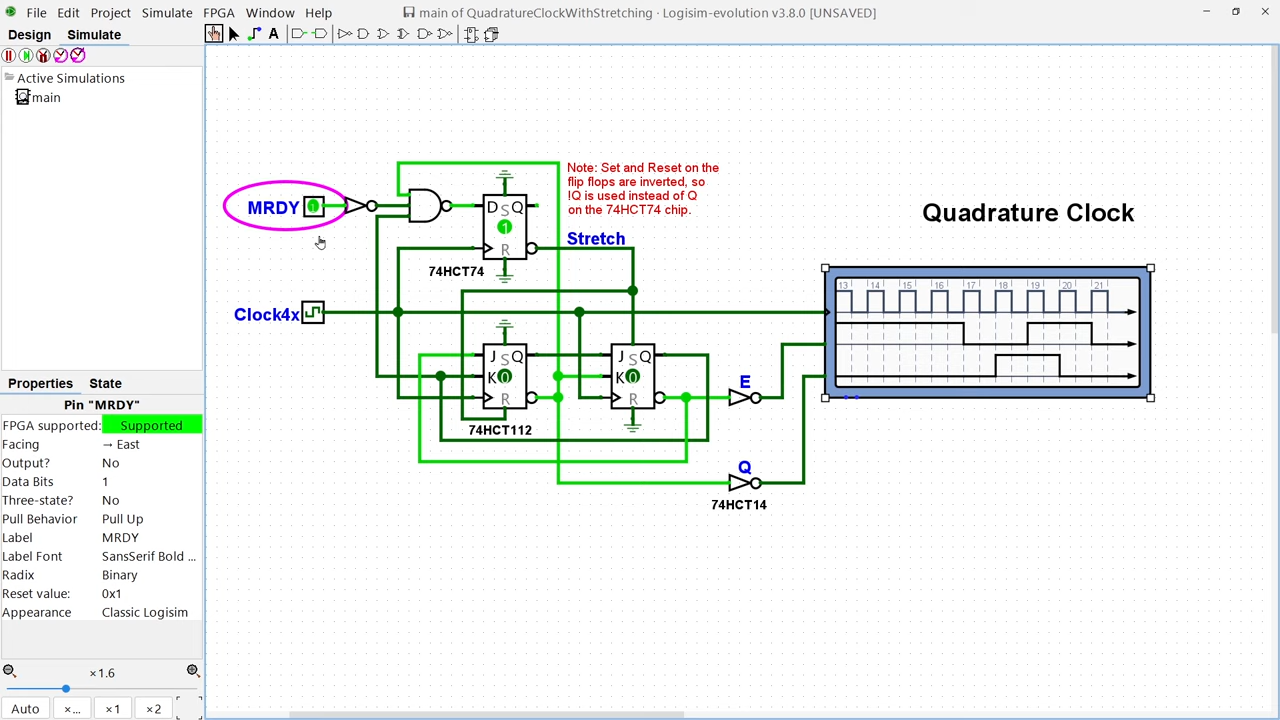 File Edit Project Simulate FPGA Window Help
main of QuadratureClockWithStretching · Logisim-evolution v3.8.0 [UNSAVED]
Design Simulate
A
Active Simulations
main
Properties State
Pin "MRDY"
FPGA supported: Supported
Facing → East
Output? No
Data Bits 1
Three-state? No
Pull Behavior Pull Up
Label MRDY
Label Font SansSerif Bold ...
Radix Binary
Reset value: 0x1
Appearance Classic Logisim
×1.6
Auto ×... ×1 ×2
MRDY 1
D S Q
1
R
74HCT74
Note: Set and Reset on the
flip flops are inverted, so
!Q is used instead of Q
on the 74HCT74 chip.
Stretch
Clock4x
J S Q
K 0
R
74HCT112
J S Q
K 0
R
E
Q
74HCT14
Quadrature Clock
13 14 15 16 17 18 19 20 21